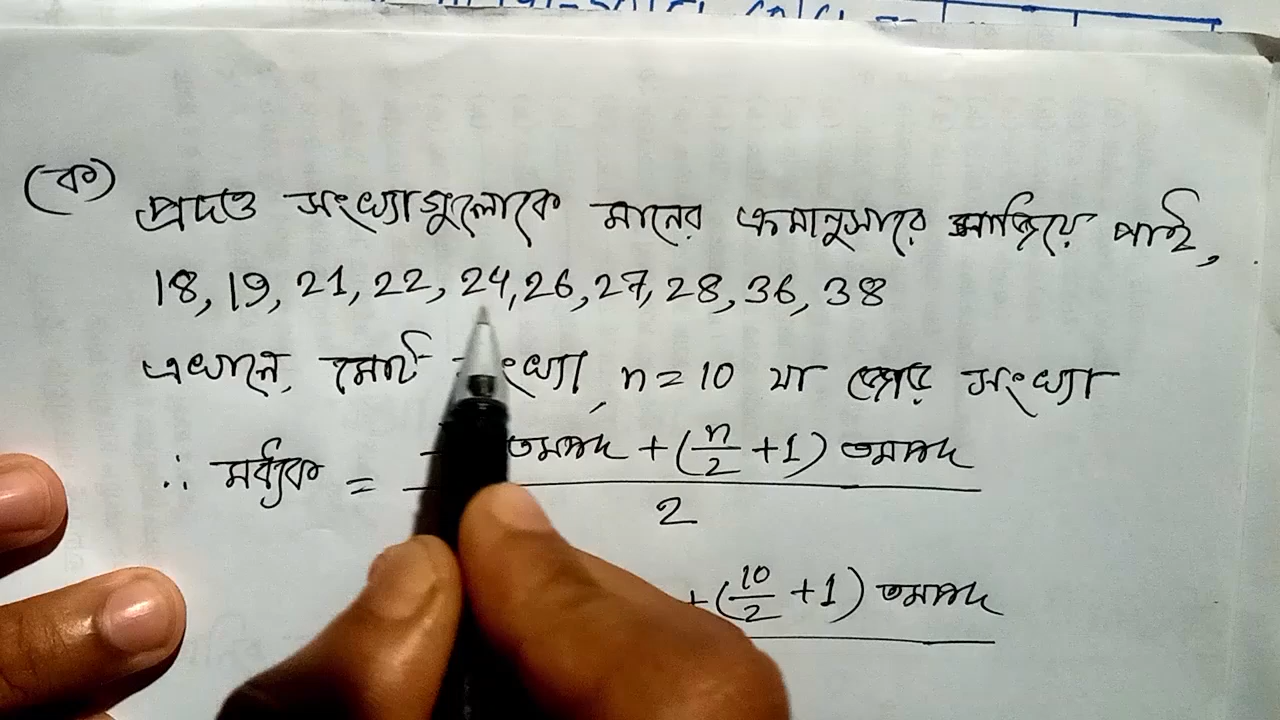 (ক) প্রদত্ত সংখ্যাগুলোকে মানের ক্রমানুসারে সাজিয়ে পাই,
18, 19, 21, 22, 24, 26, 27, 28, 36, 38
এখানে, মোট সংখ্যা, n = 10 যা জোড় সংখ্যা
∴ মধ্যক = তমপদ + (n/2 + 1) তমপদ
2
+ (10/2 + 1) তমপদ